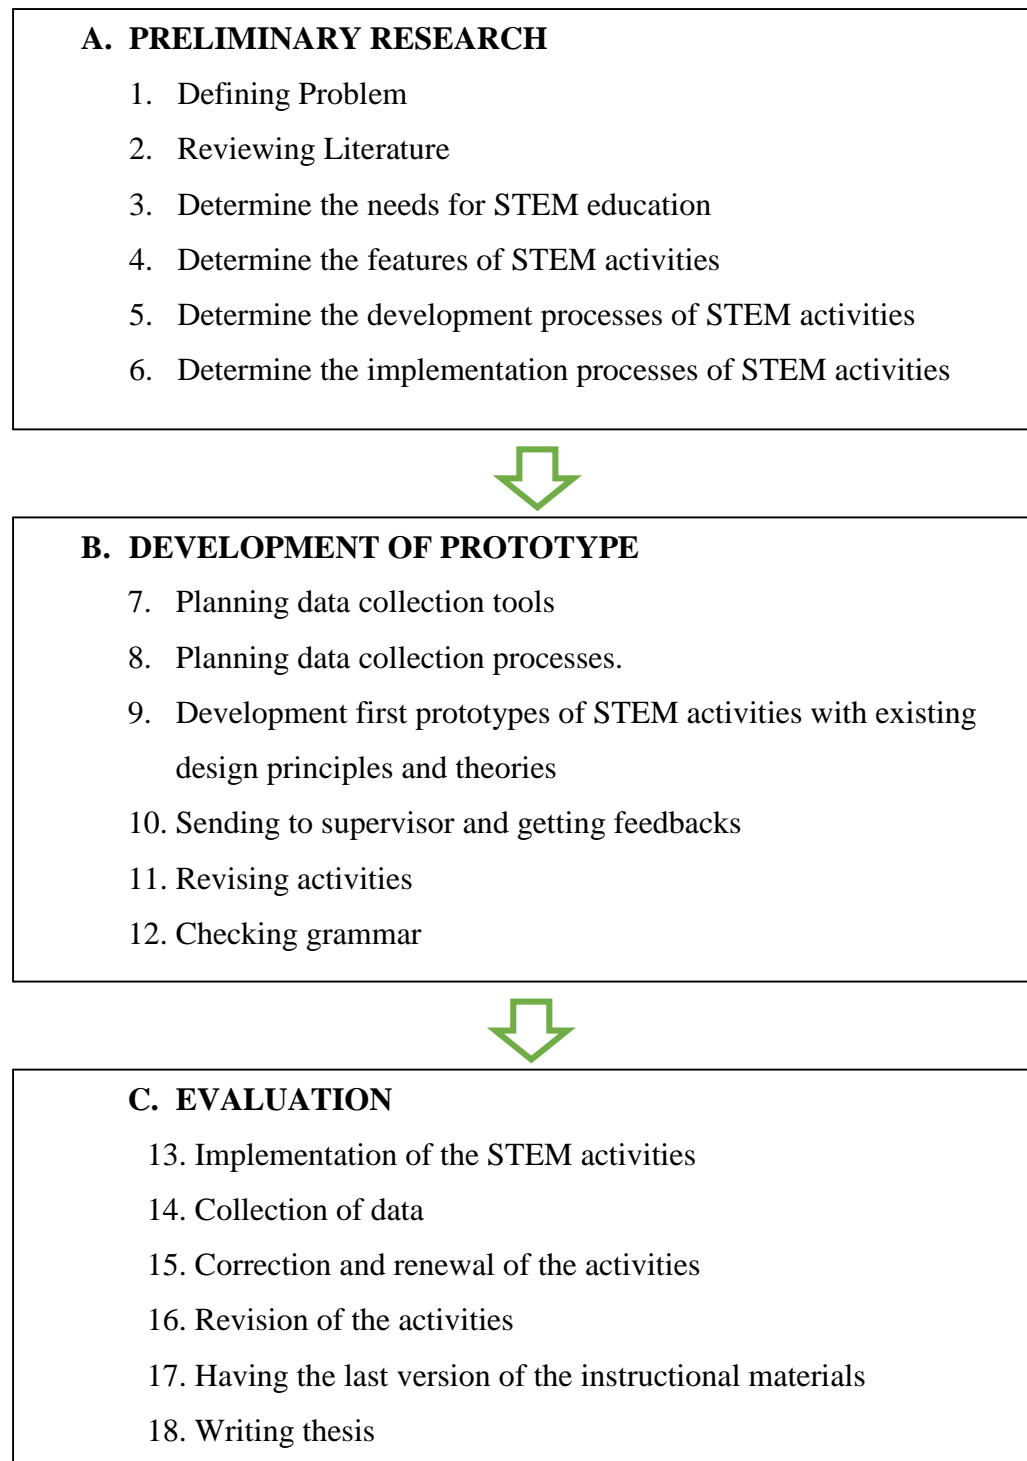 A. PRELIMINARY RESEARCH
1. Defining Problem
2. Reviewing Literature
3. Determine the needs for STEM education
4. Determine the features of STEM activities
5. Determine the development processes of STEM activities
6. Determine the implementation processes of STEM activities
B. DEVELOPMENT OF PROTOTYPE
7. Planning data collection tools
8. Planning data collection processes.
9. Development first prototypes of STEM activities with existing
design principles and theories
10. Sending to supervisor and getting feedbacks
11. Revising activities
12. Checking grammar
C. EVALUATION
13. Implementation of the STEM activities
14. Collection of data
15. Correction and renewal of the activities
16. Revision of the activities
17. Having the last version of the instructional materials
18. Writing thesis